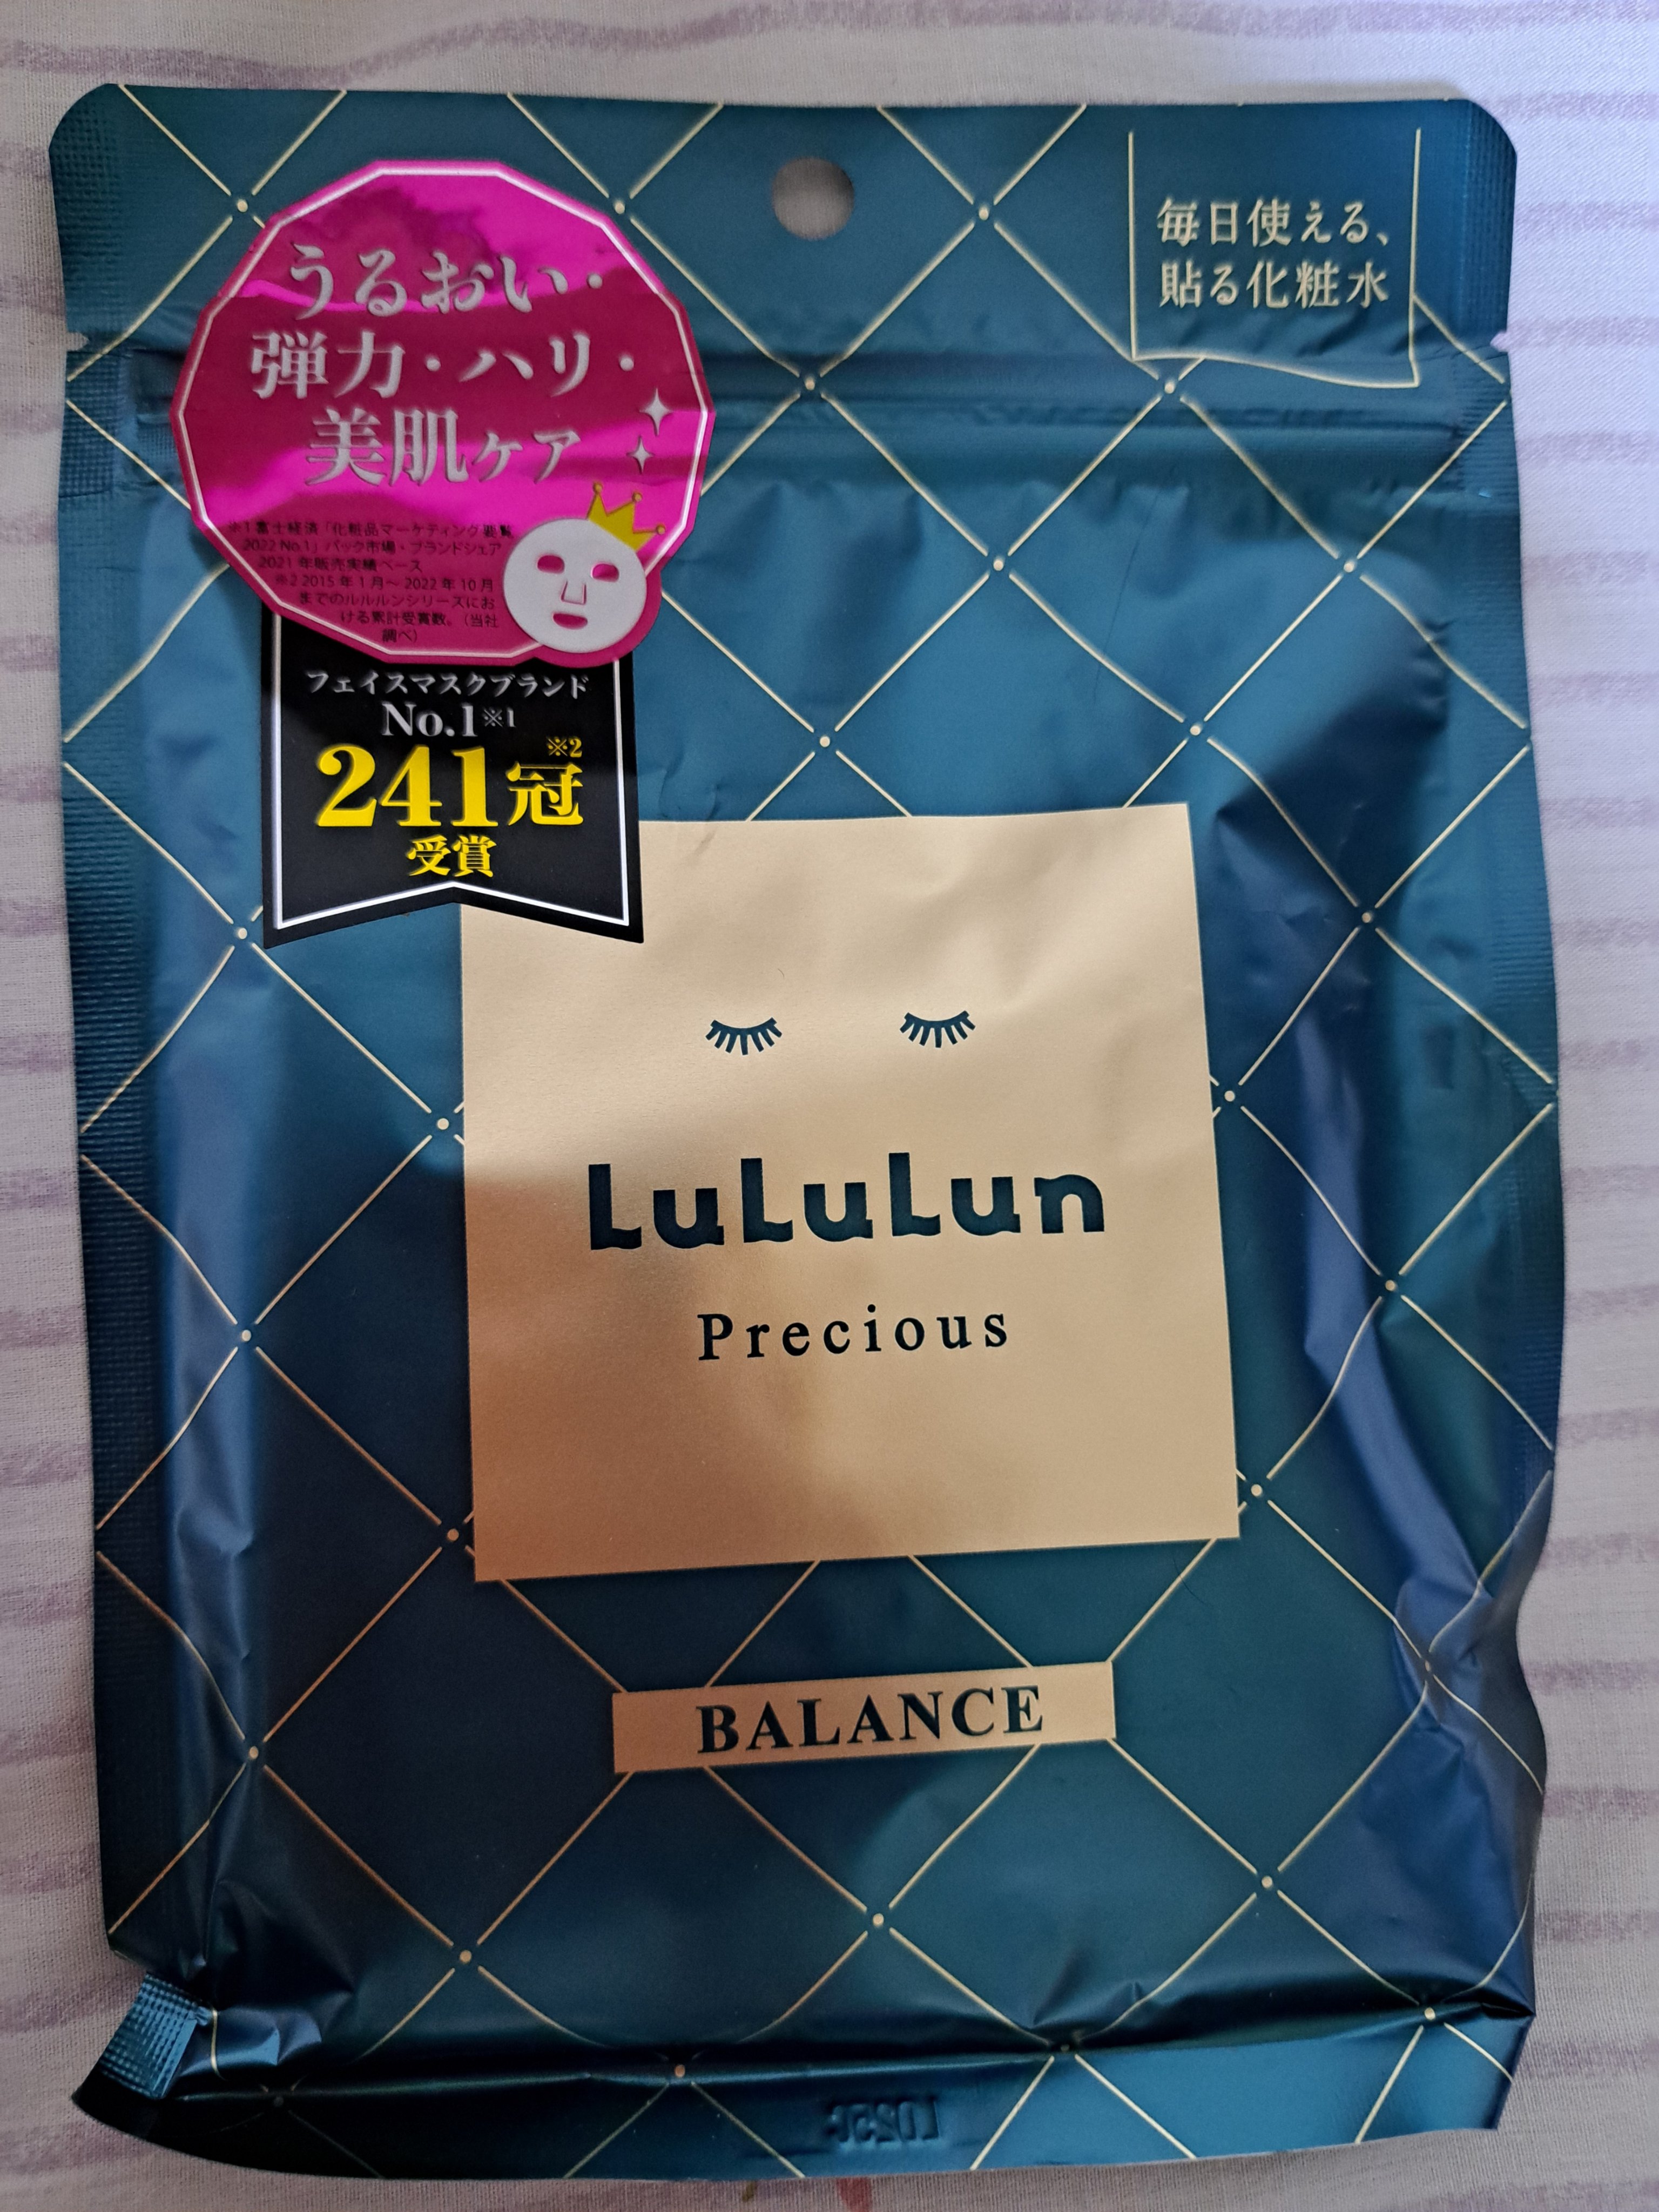 うるおい・
弾力・ハリ・
美肌ケア
※1 富士経済「化粧品マーケティング要覧
2022 No.1」パック市場・ブランドシェア
2021年販売実績ベース
※2 2015年1月～2022年10月
までのルルルンシリーズにお
ける累計受賞数。(当社
調べ)
フェイスマスクブランド
No.1※1
241冠※2
受賞
毎日使える、
貼る化粧水
LuLuLun
Precious
BALANCE